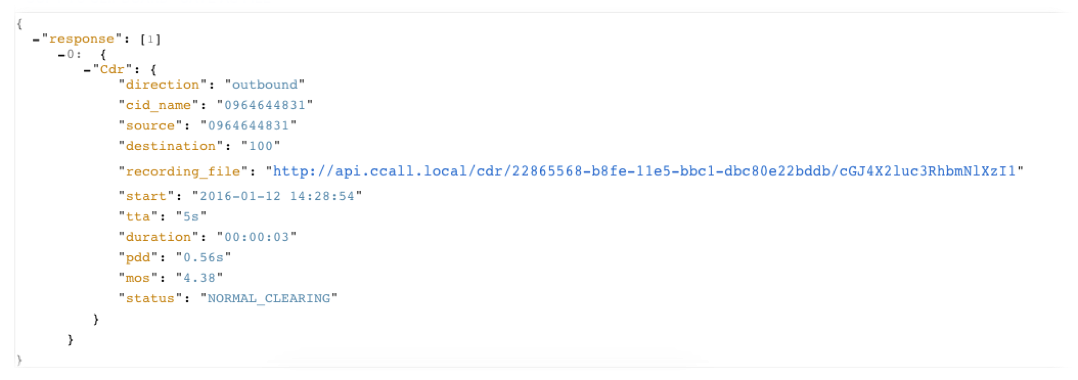 {
-"response": [1]
-0: {
-"Cdr": {
"direction": "outbound"
"cid_name": "0964644831"
"source": "0964644831"
"destination": "100"
"recording_file": "http://api.ccall.local/cdr/22865568-b8fe-11e5-bbc1-dbc80e22bddb/cGJ4X2luc3RhbmNlXzI1"
"start": "2016-01-12 14:28:54"
"tta": "5s"
"duration": "00:00:03"
"pdd": "0.56s"
"mos": "4.38"
"status": "NORMAL_CLEARING"
}
}
}